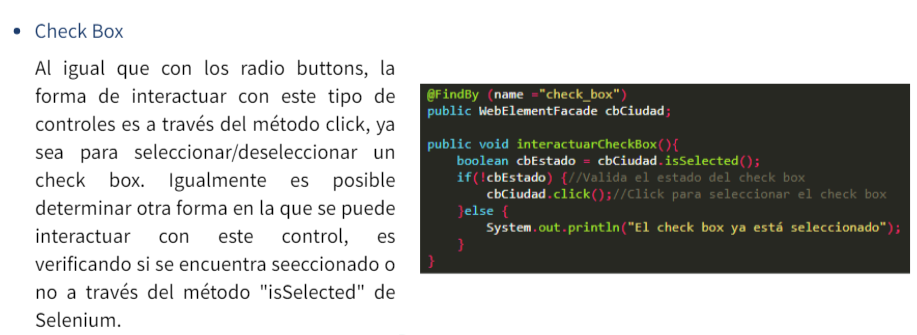 • Check Box
Al igual que con los radio buttons, la
forma de interactuar con este tipo de
controles es a través del método click, ya
sea para seleccionar/deseleccionar un
check box. Igualmente es posible
determinar otra forma en la que se puede
interactuar con este control, es
verificando si se encuentra seeccionado o
no a través del método "isSelected" de
Selenium.
@FindBy (name ="check_box")
public WebElementFacade cbCiudad;
public void interactuarCheckBox(){
boolean cbEstado = cbCiudad.isSelected();
if(!cbEstado) {//Valida el estado del check box
cbCiudad.click();//Click para seleccionar el check box
}else {
System.out.println("El check box ya está seleccionado");
}
}